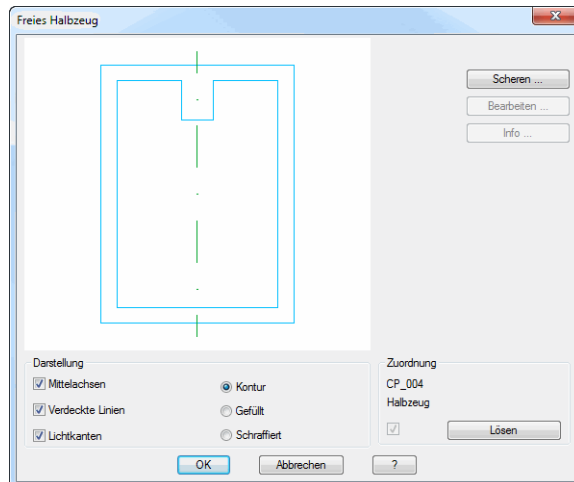 Freies Halbzeug
Scheren ...
Bearbeiten ...
Info ...
Darstellung
Mittelachsen
Verdeckte Linien
Lichtkanten
Kontur
Gefüllt
Schraffiert
Zuordnung
CP_004
Halbzeug
Lösen
OK
Abbrechen
?